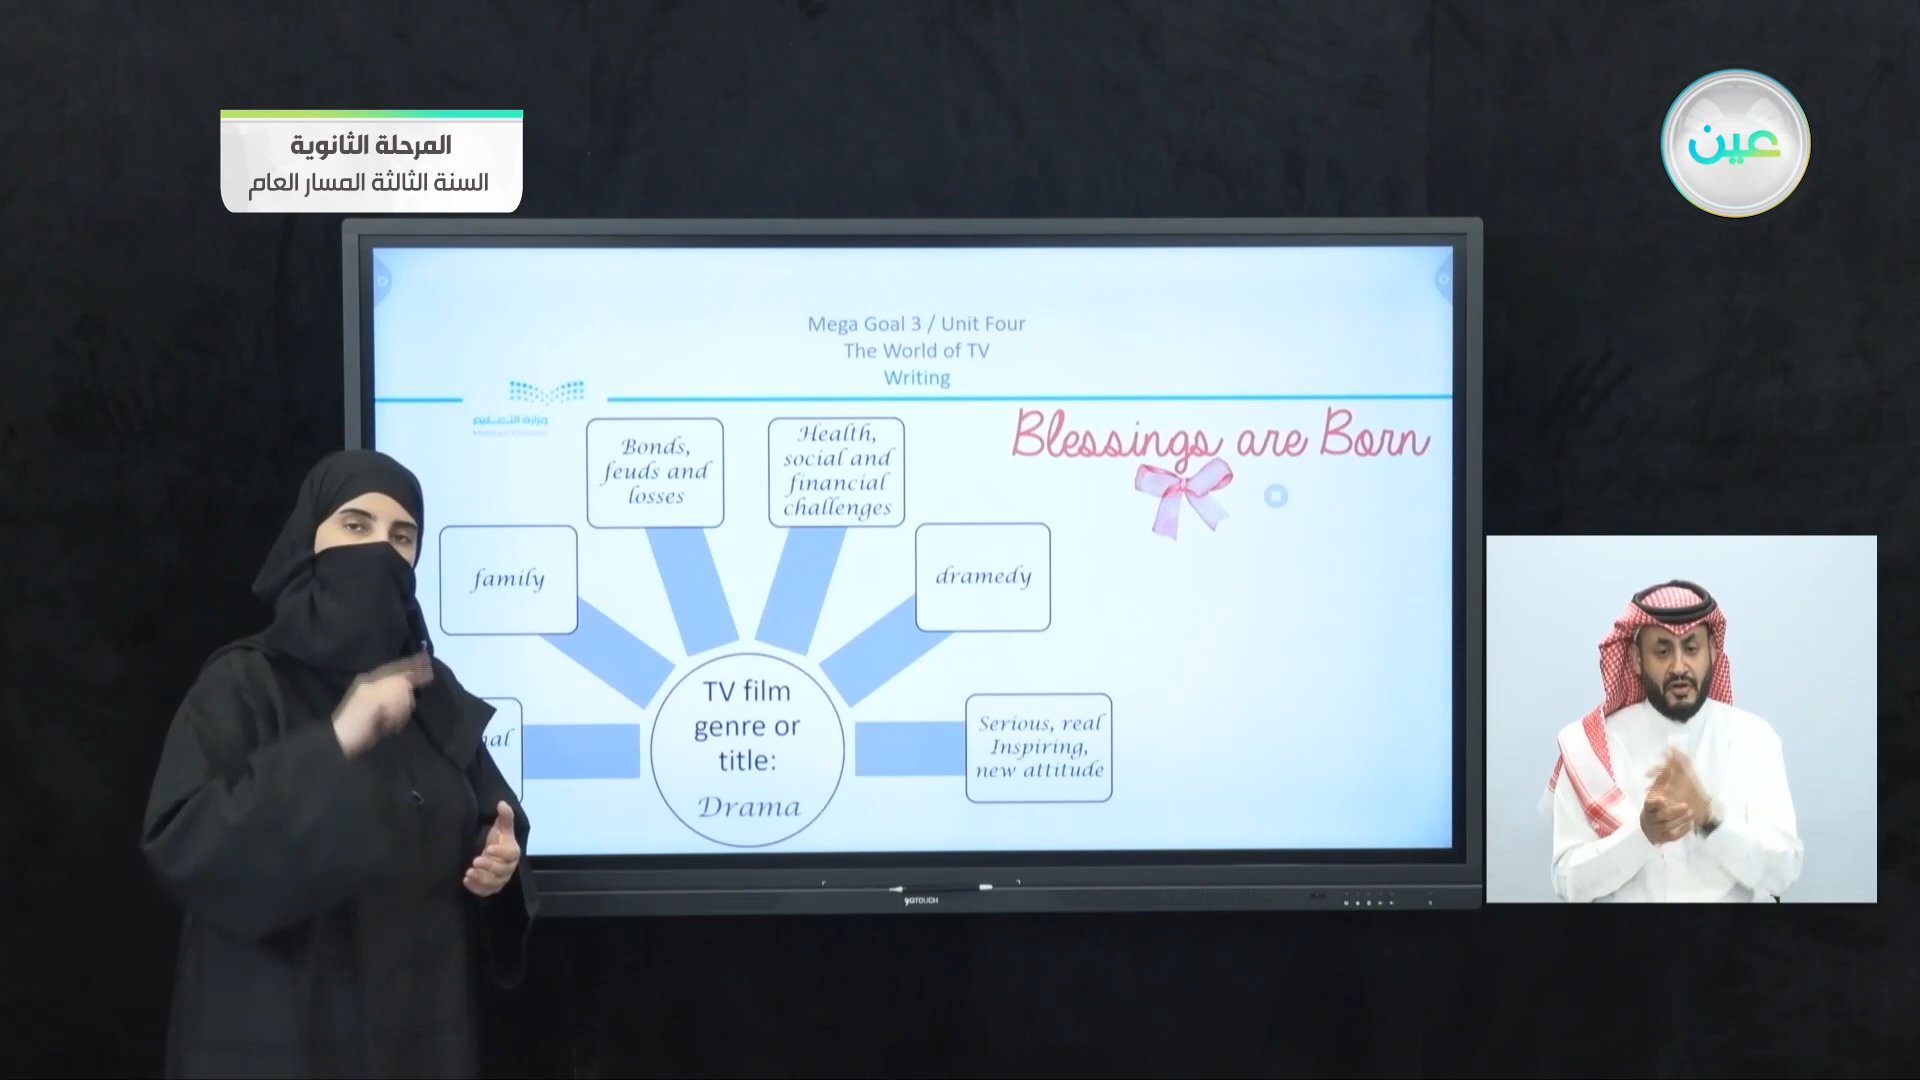 المرحلة الثانوية
السنة الثالثة المسار العام
عين
Mega Goal 3 / Unit Four
The World of TV
Writing
وزارة التعليم
Blessings are Born
Bonds,
feuds and
losses
Health,
social and
financial
challenges
family
dramedy
TV film
genre or
title:
Drama
Serious, real
Inspiring,
new attitude